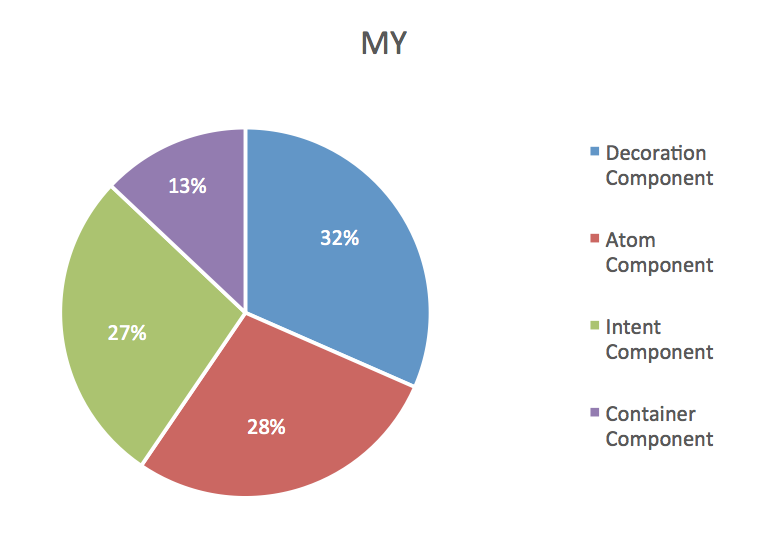 MY
32%
28%
27%
13%
Decoration
Component
Atom
Component
Intent
Component
Container
Component